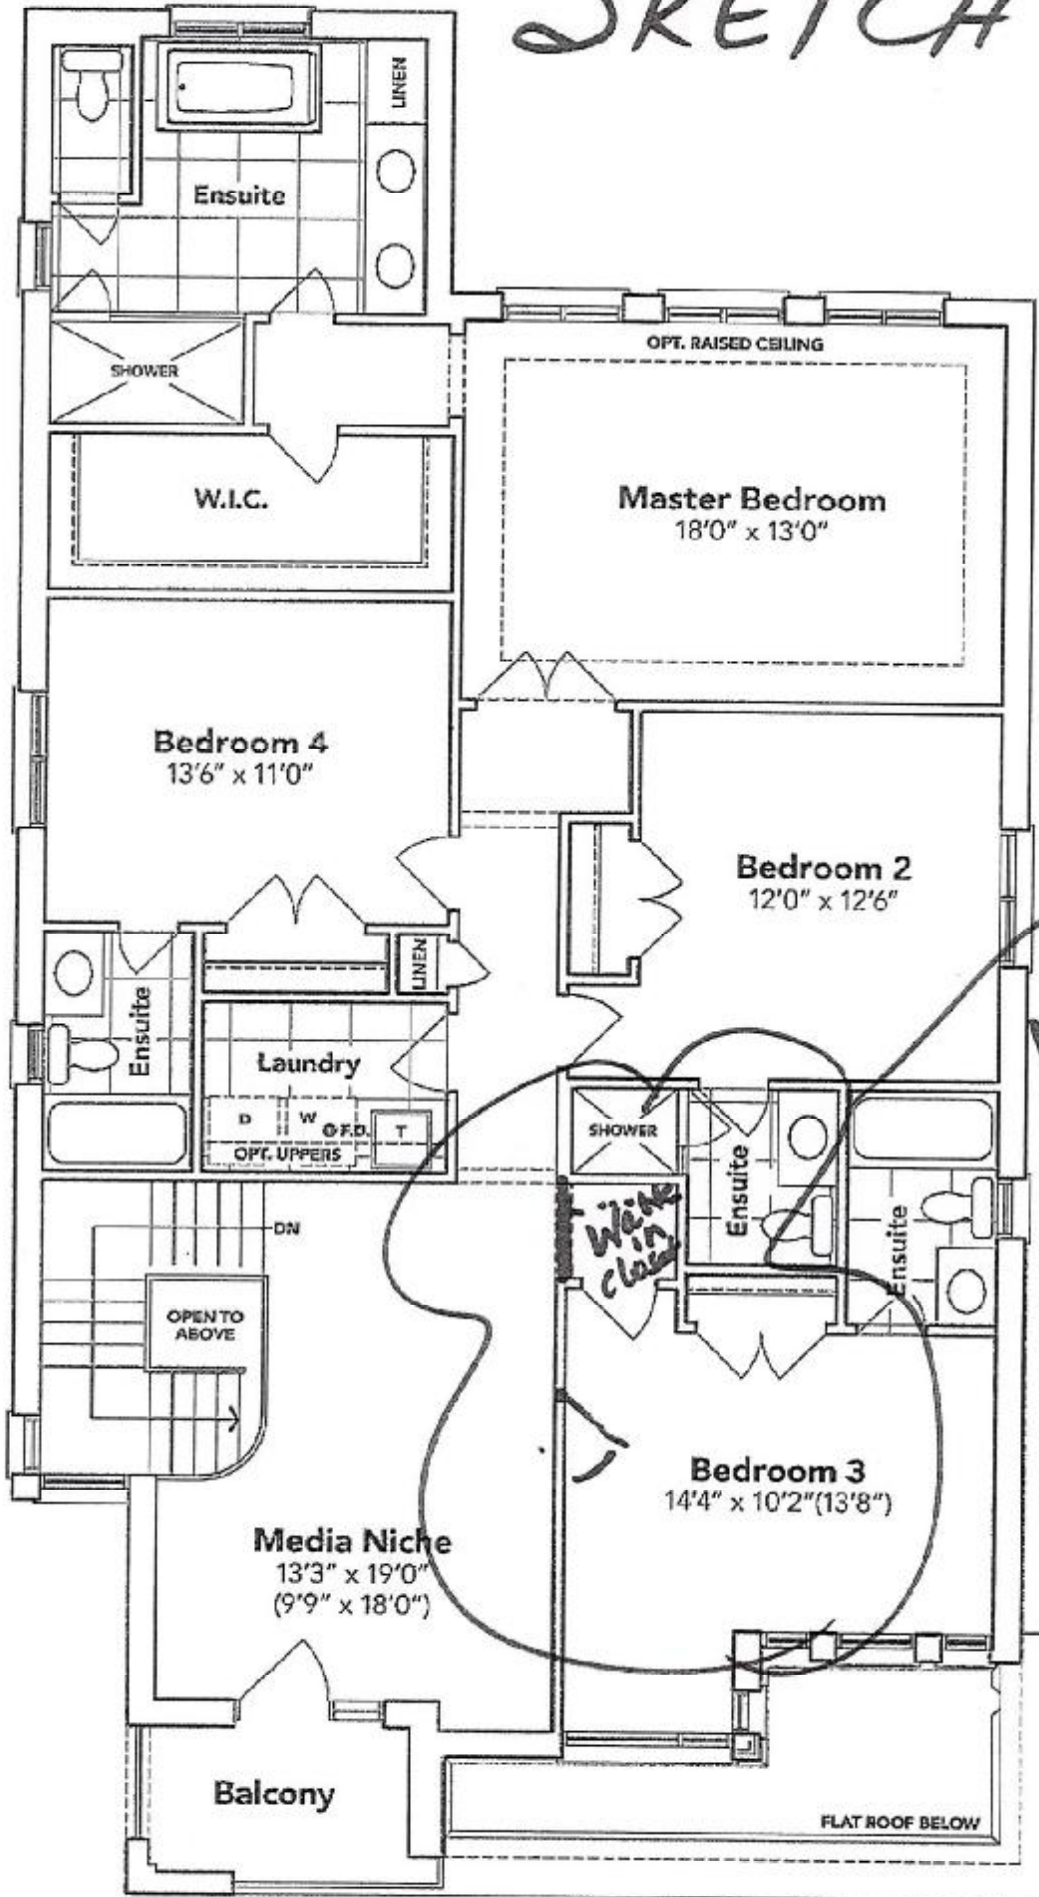 SKETCH
LINEN
Ensuite
SHOWER
OPT. RAISED CEILING
W.I.C.
Master Bedroom
18'0" x 13'0"
Bedroom 4
13'6" x 11'0"
Bedroom 2
12'0" x 12'6"
LINEN
Ensuite
Laundry
D
W
F.D.
T
OPT. UPPERS
SHOWER
Ensuite
Ensuite
DN
Walk
in
closet
OPEN TO
ABOVE
Bedroom 3
14'4" x 10'2"(13'8")
Media Niche
13'3" x 19'0"
(9'9" x 18'0")
Balcony
FLAT ROOF BELOW